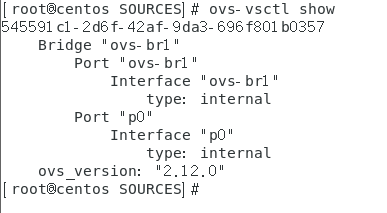 [root@centos SOURCES]# ovs-vsctl show
545591c1-2d6f-42af-9da3-696f801b0357
    Bridge "ovs-br1"
        Port "ovs-br1"
            Interface "ovs-br1"
                type: internal
        Port "p0"
            Interface "p0"
                type: internal
    ovs_version: "2.12.0"
[root@centos SOURCES]#